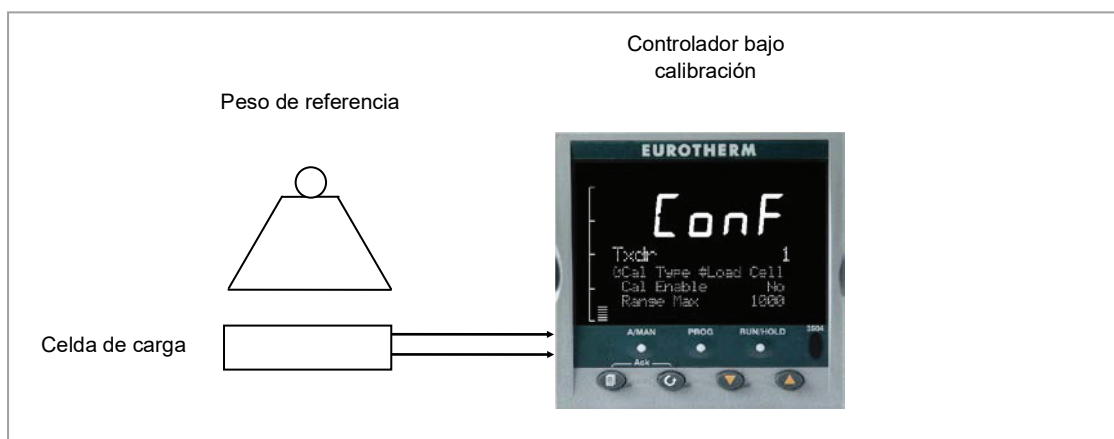 Controlador bajo
calibración
Peso de referencia
Celda de carga
EUROTHERM
ConF
Txdr 1
Cal Type Load Cell
Cal Enable No
Range Max 1000
A/MAN PROG RUN/HOLD 3504
Ack